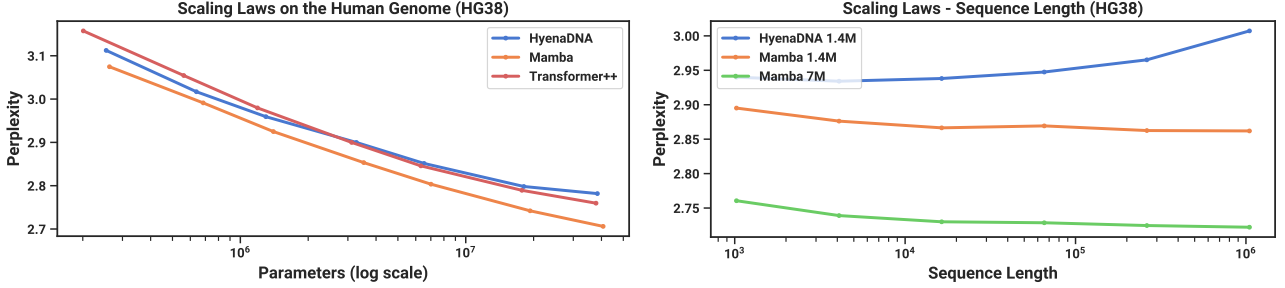 Scaling Laws on the Human Genome (HG38)
Perplexity
3.1
3.0
2.9
2.8
2.7
HyenaDNA
Mamba
Transformer++
10^6
10^7
Parameters (log scale)
Scaling Laws - Sequence Length (HG38)
Perplexity
3.00
2.95
2.90
2.85
2.80
2.75
HyenaDNA 1.4M
Mamba 1.4M
Mamba 7M
10^3
10^4
10^5
10^6
Sequence Length